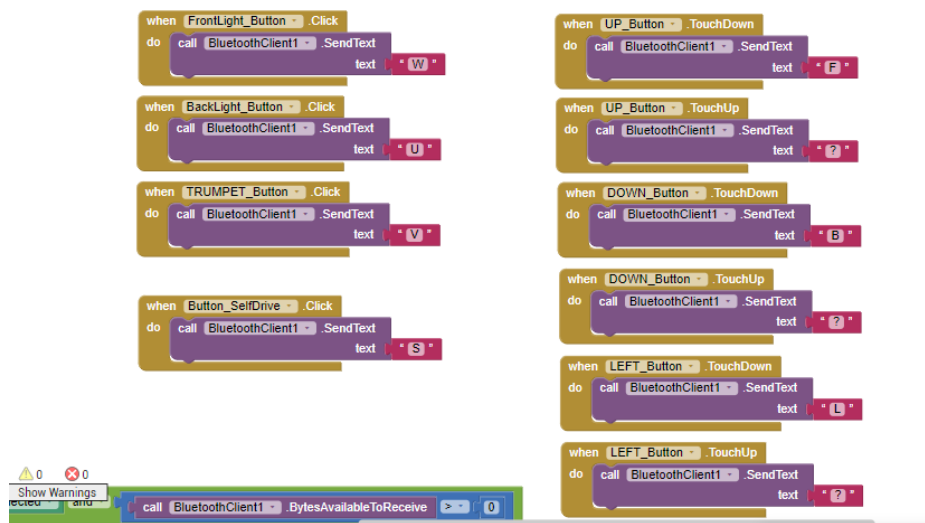 when FrontLight_Button .Click
do call BluetoothClient1 .SendText
text " W "
when BackLight_Button .Click
do call BluetoothClient1 .SendText
text " U "
when TRUMPET_Button .Click
do call BluetoothClient1 .SendText
text " V "
when Button_SelfDrive .Click
do call BluetoothClient1 .SendText
text " S "
when UP_Button .TouchDown
do call BluetoothClient1 .SendText
text " F "
when UP_Button .TouchUp
do call BluetoothClient1 .SendText
text " ? "
when DOWN_Button .TouchDown
do call BluetoothClient1 .SendText
text " B "
when DOWN_Button .TouchUp
do call BluetoothClient1 .SendText
text " ? "
when LEFT_Button .TouchDown
do call BluetoothClient1 .SendText
text " L "
when LEFT_Button .TouchUp
do call BluetoothClient1 .SendText
text " ? "
0 0
Show Warnings
and call BluetoothClient1 .BytesAvailableToReceive > 0